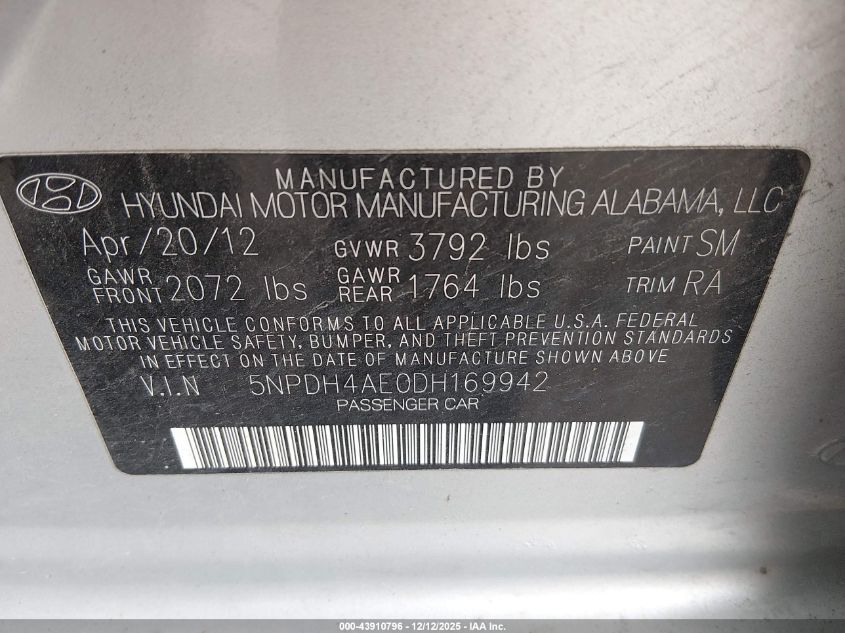 MANUFACTURED BY
HYUNDAI MOTOR MANUFACTURING ALABAMA, LLC
Apr/20/12 GVWR 3792 lbs PAINT SM
GAWR FRONT 2072 lbs GAWR REAR 1764 lbs TRIM RA
THIS VEHICLE CONFORMS TO ALL APPLICABLE U.S.A. FEDERAL
MOTOR VEHICLE SAFETY, BUMPER, AND THEFT PREVENTION STANDARDS
IN EFFECT ON THE DATE OF MANUFACTURE SHOWN ABOVE
V.I.N 5NPDH4AE0DH169942
PASSENGER CAR
000-43910796 - 12/12/2025 - IAA Inc.